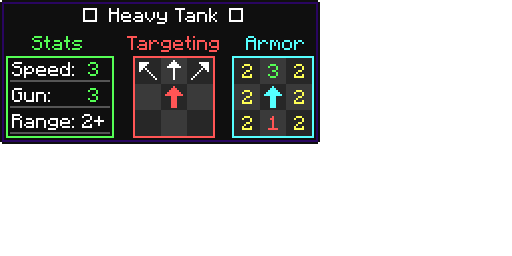 □ Heavy Tank □
Stats Targeting Armor
Speed: 3
Gun: 3
Range: 2+
↖ ↑ ↗
↑
2 3 2
2 ↑ 2
2 1 2